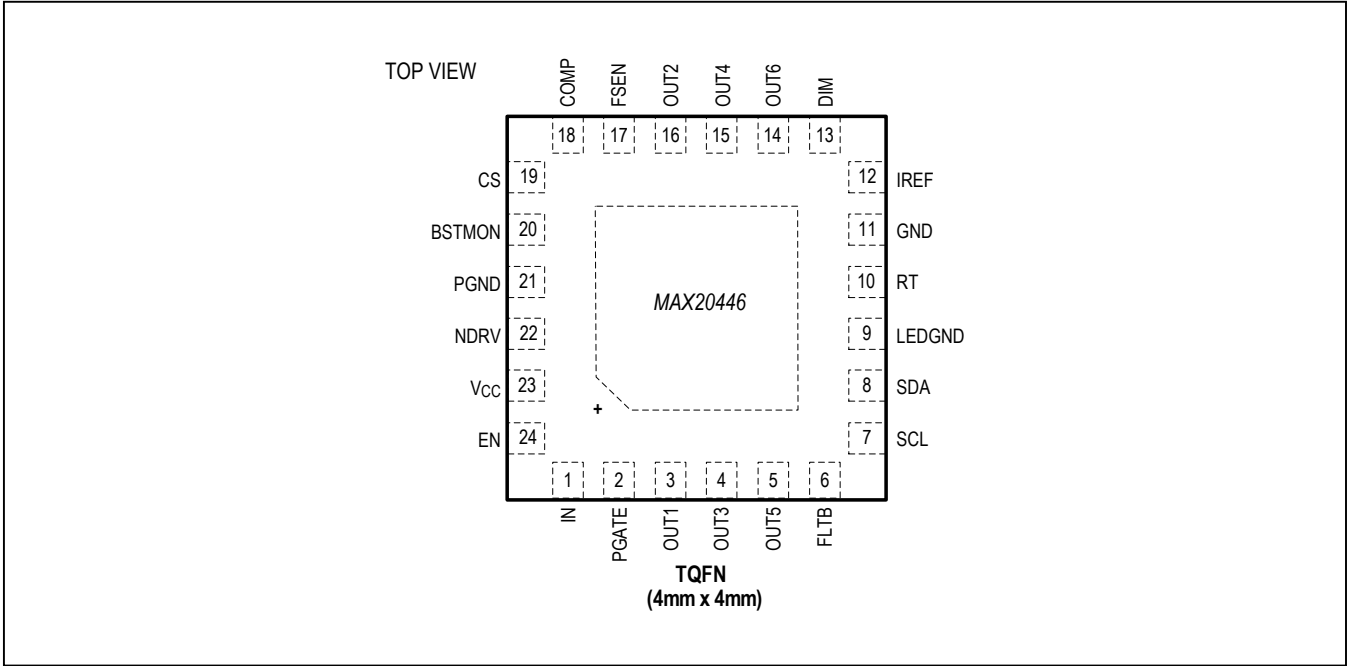 TOP VIEW
COMP
FSEN
OUT2
OUT4
OUT6
DIM
18 17 16 15 14 13
CS 19
12 IREF
BSTMON 20
11 GND
PGND 21
10 RT
MAX20446
NDRV 22
9 LEDGND
VCC 23
8 SDA
+
EN 24
7 SCL
1 2 3 4 5 6
IN
PGATE
OUT1
OUT3
OUT5
FLTB
TQFN
(4mm x 4mm)